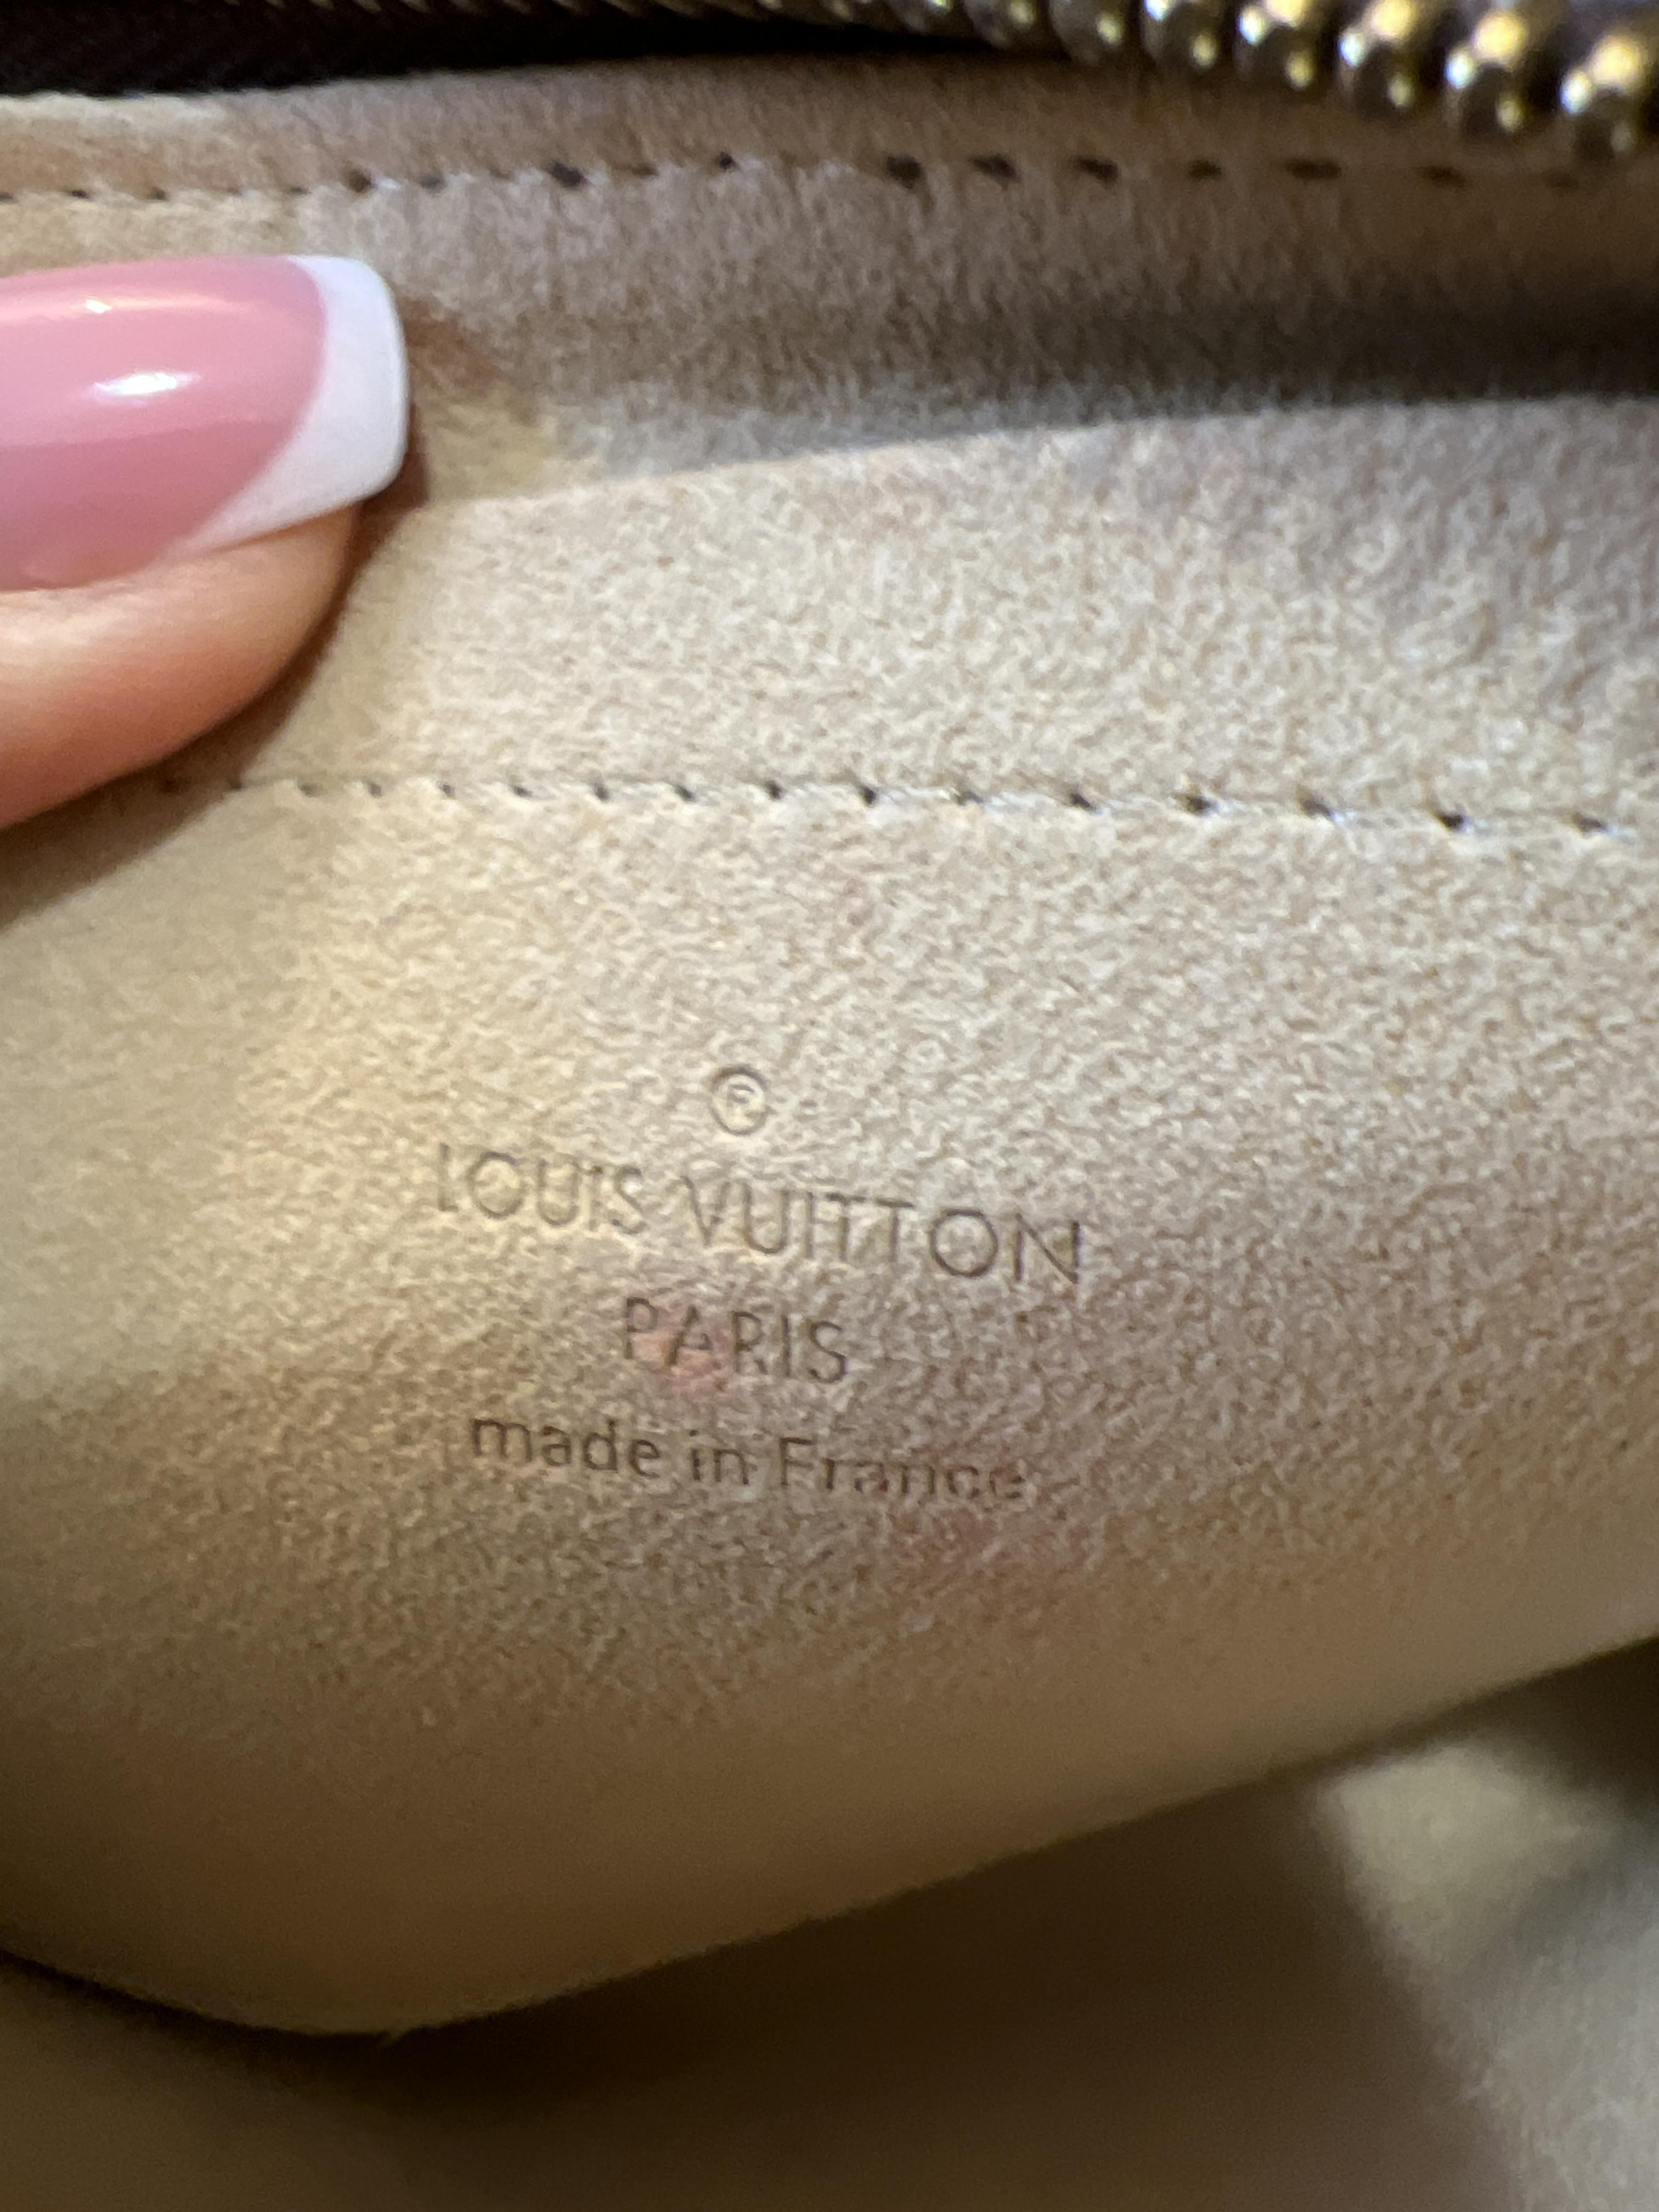 ®
LOUIS VUITTON
PARIS
made in France